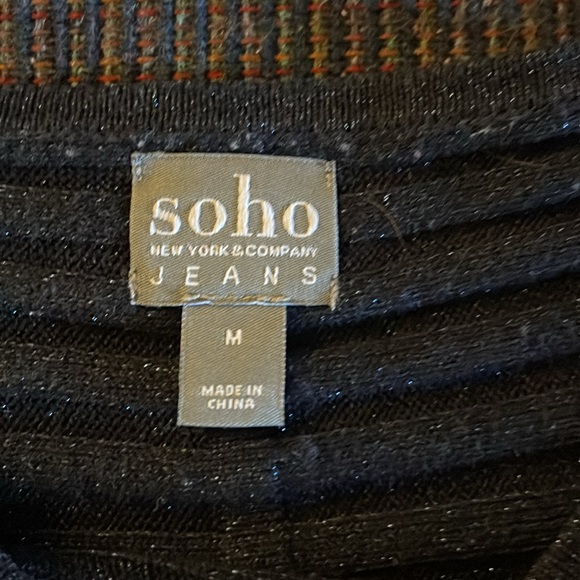 soho
NEW YORK & COMPANY
JEANS
M
MADE IN
CHINA